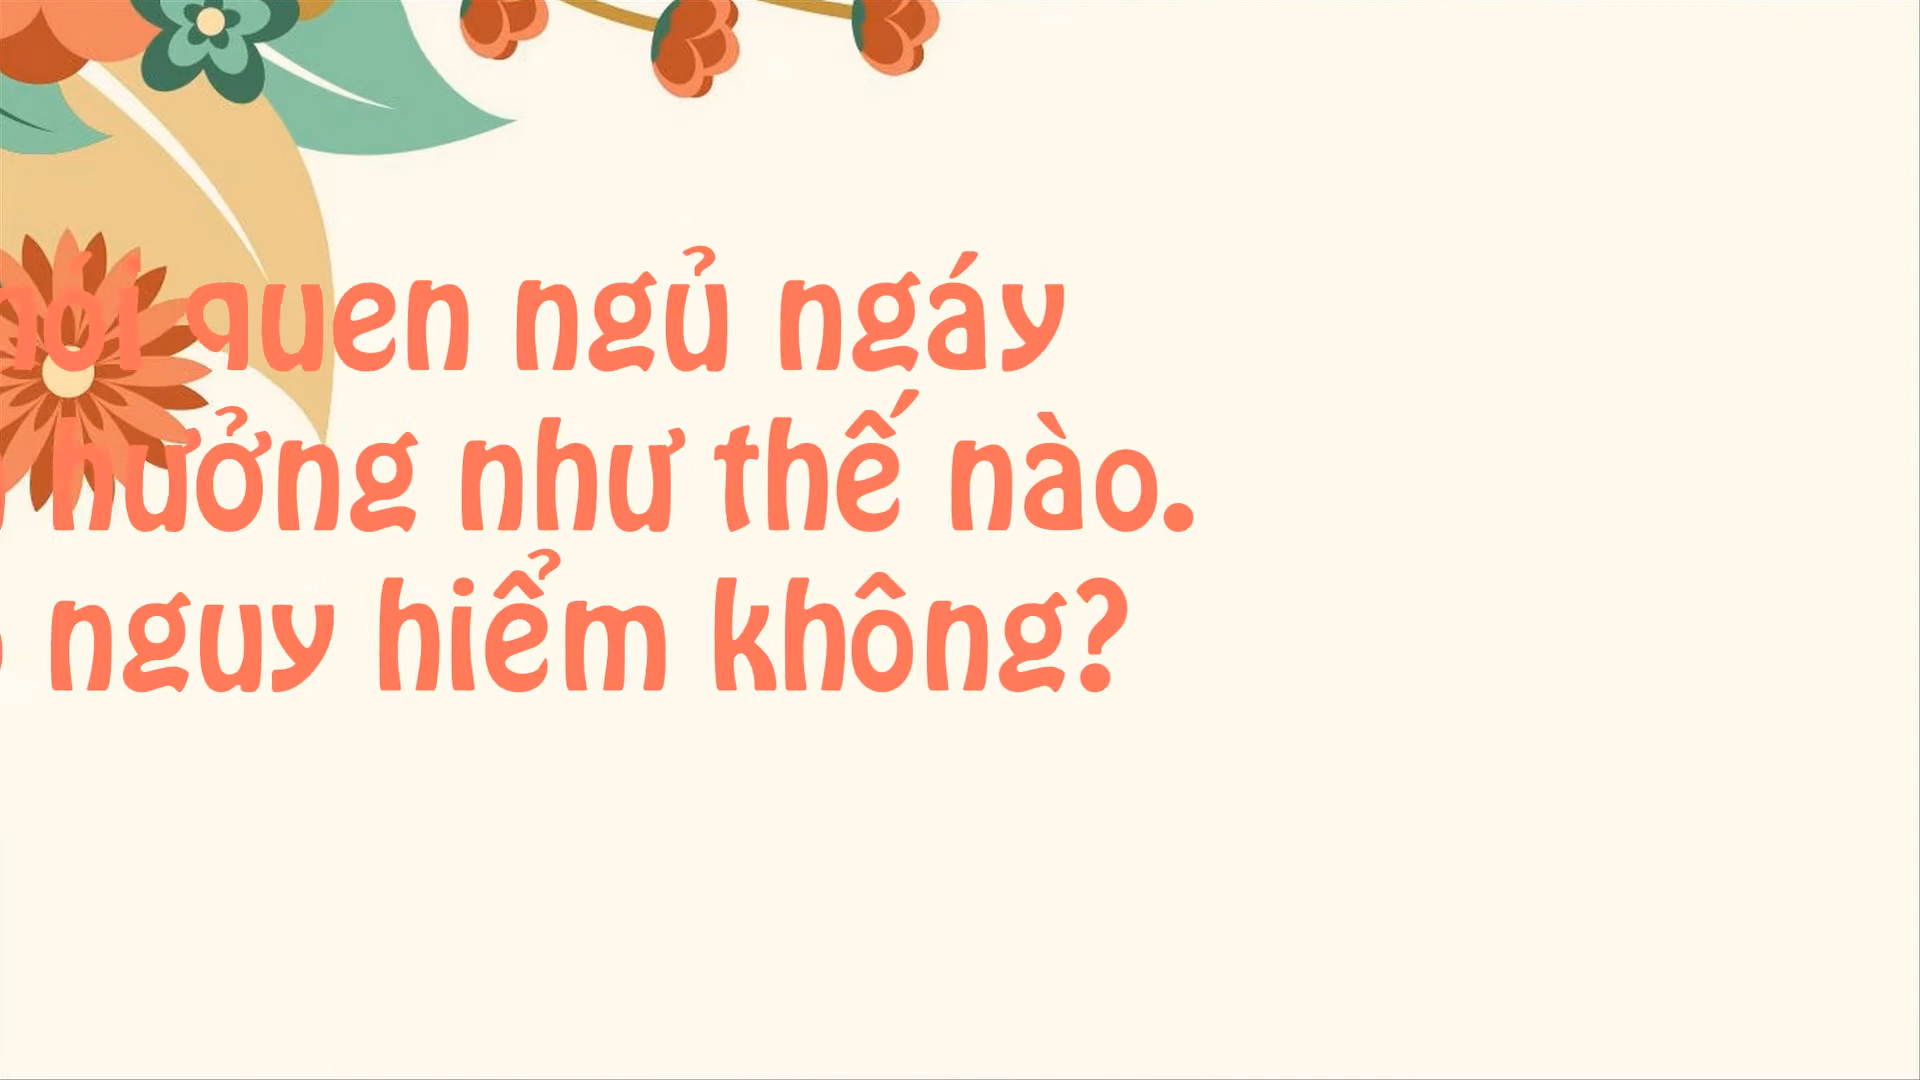 quen ngủ ngáy
hưởng như thế nào.
nguy hiểm không?